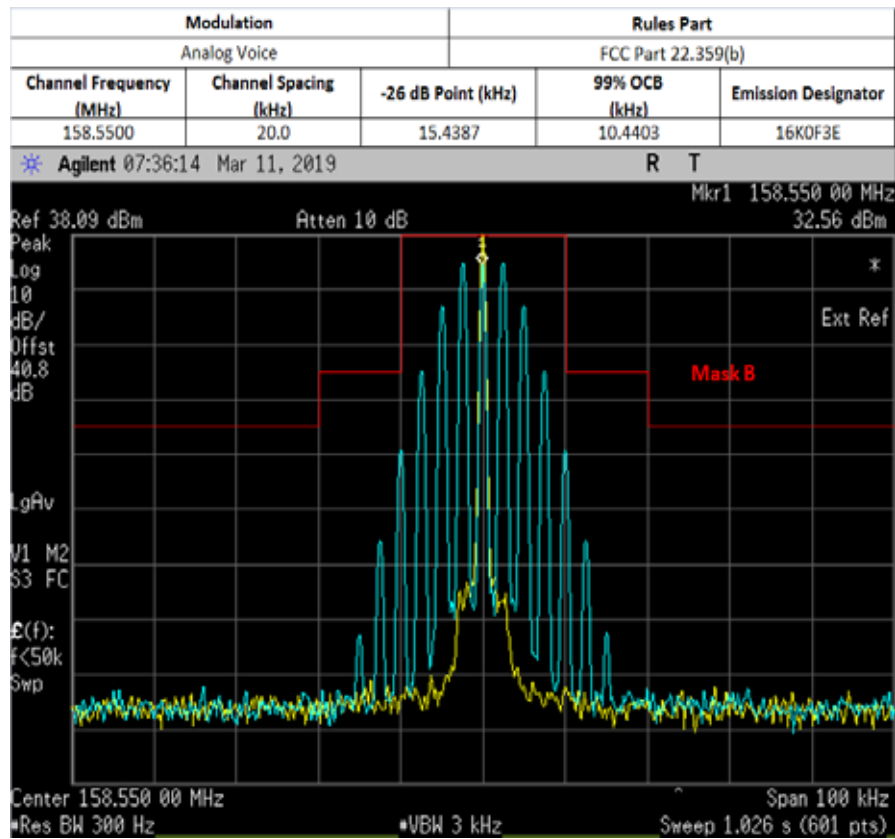 Modulation Rules Part
Analog Voice FCC Part 22.359(b)
Channel Frequency (MHz) Channel Spacing (kHz) -26 dB Point (kHz) 99% OCB (kHz) Emission Designator
158.5500 20.0 15.4387 10.4403 16K0F3E
Agilent 07:36:14 Mar 11, 2019 R T
Mkr1 158.550 00 MHz
Ref 38.09 dBm Atten 10 dB 32.56 dBm
Peak
Log
10
dB/
Offst
40.8
dB
1
*
Ext Ref
Mask B
LgAv
V1 M2
S3 FC
£(f):
f<50k
Swp
Center 158.550 00 MHz Span 100 kHz
#Res BW 300 Hz #VBW 3 kHz Sweep 1.026 s (601 pts)